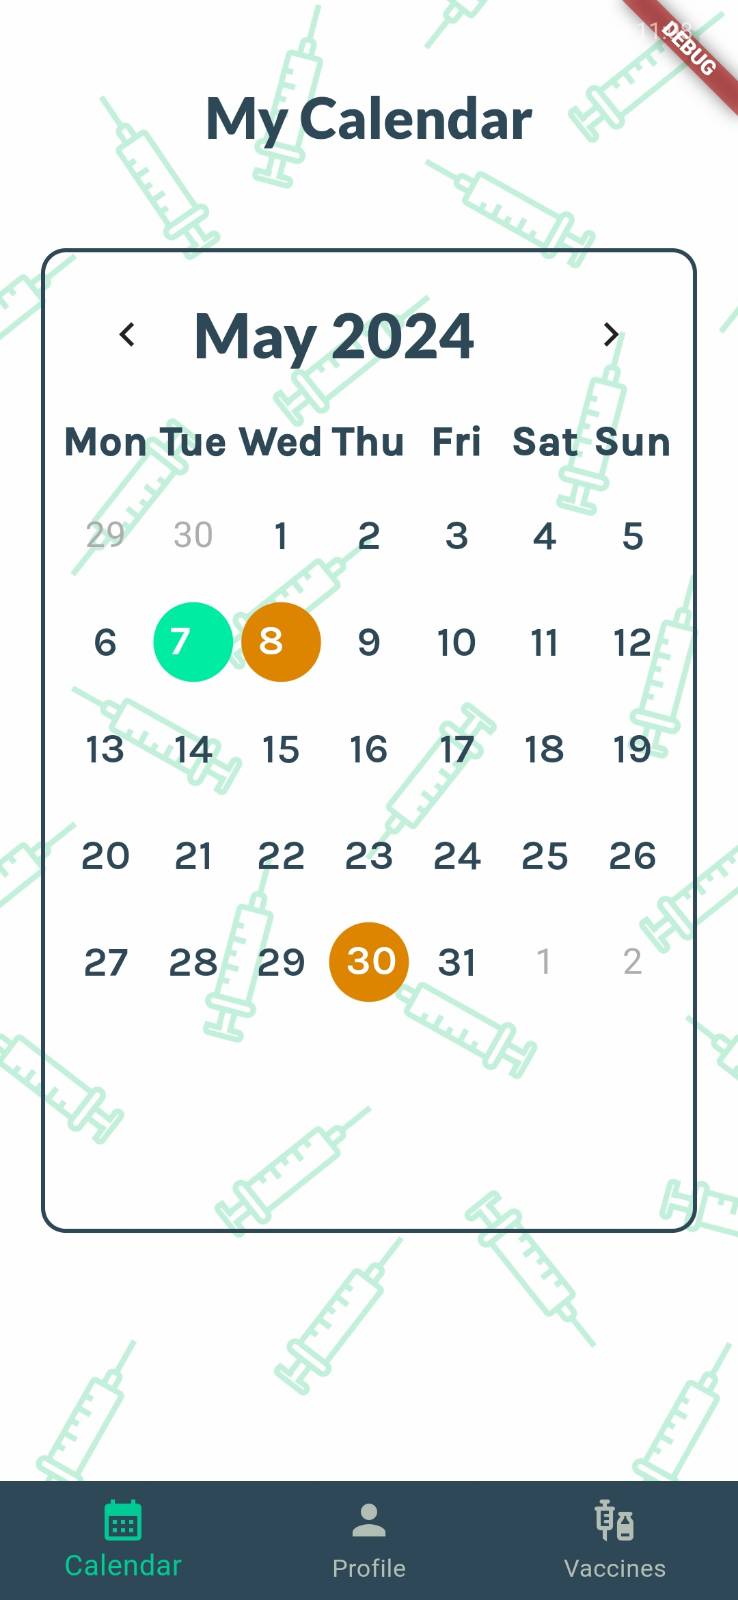 DEBUG
My Calendar
May 2024
Mon Tue Wed Thu Fri Sat Sun
29 30 1 2 3 4 5
6 7 8 9 10 11 12
13 14 15 16 17 18 19
20 21 22 23 24 25 26
27 28 29 30 31 1 2
Calendar Profile Vaccines